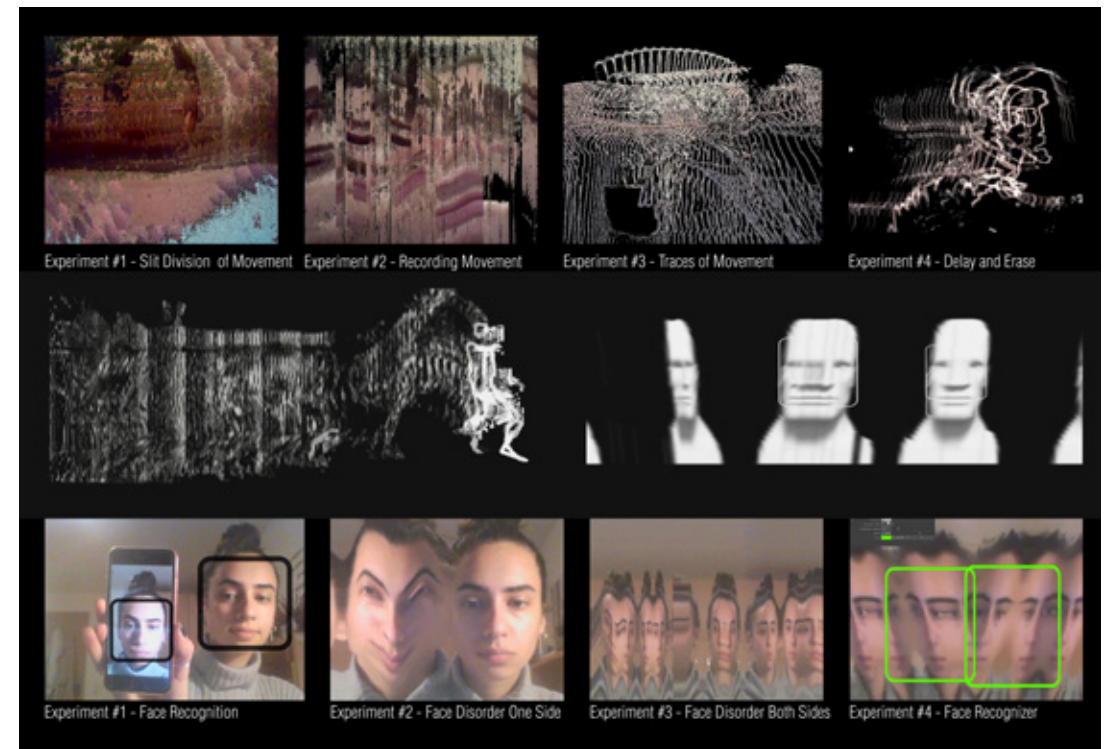 Experiment #1 - Slit Division of Movement
Experiment #2 - Recording Movement
Experiment #3 - Traces of Movement
Experiment #4 - Delay and Erase
Experiment #1 - Face Recognition
Experiment #2 - Face Disorder One Side
Experiment #3 - Face Disorder Both Sides
Experiment #4 - Face Recognizer